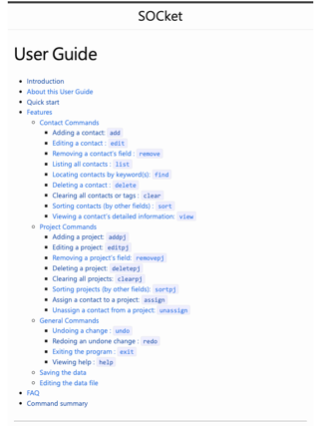 SOCket
User Guide
Introduction
About this User Guide
Quick start
Features
Contact Commands
Adding a contact: add
Editing a contact : edit
Removing a contact's field : remove
Listing all contacts : list
Locating contacts by keyword(s): find
Deleting a contact : delete
Clearing all contacts or tags : clear
Sorting contacts (by other fields) : sort
Viewing a contact's detailed information: view
Project Commands
Adding a project: addpj
Editing a project: editpj
Removing a project's field: removepj
Deleting a project: deletepj
Clearing all projects: clearpj
Sorting projects (by other fields): sortpj
Assign a contact to a project: assign
Unassign a contact from a project: unassign
General Commands
Undoing a change : undo
Redoing an undone change : redo
Exiting the program : exit
Viewing help : help
Saving the data
Editing the data file
FAQ
Command summary